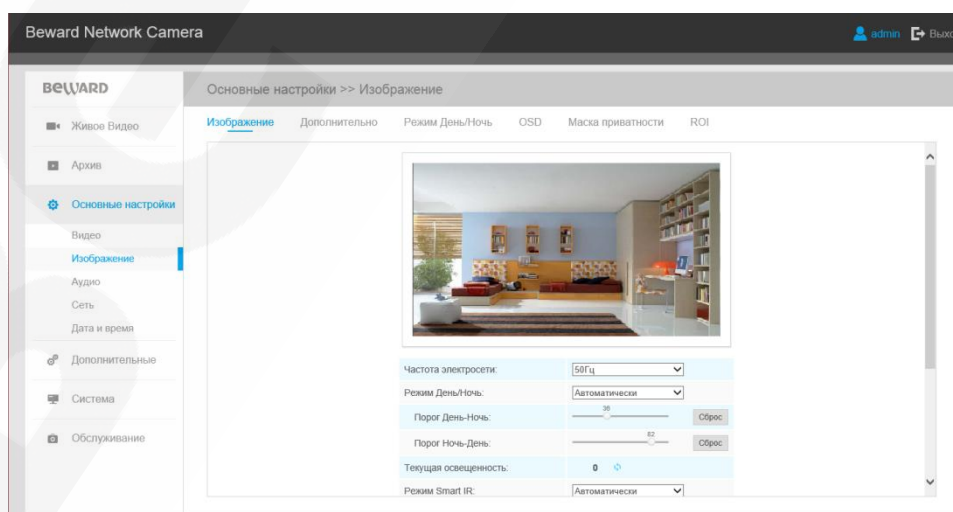 Beward Network Camera
admin Выхо
BEWARD
Основные настройки >> Изображение
Живое Видео
Архив
Основные настройки
Видео
Изображение
Аудио
Сеть
Дата и время
Дополнительные
Система
Обслуживание
Изображение Дополнительно Режим День/Ночь OSD Маска приватности ROI
Частота электросети: 50Гц
Режим День/Ночь: Автоматически
Порог День-Ночь: 36 Сброс
Порог Ночь-День: 82 Сброс
Текущая освещенность: 0
Режим Smart IR: Автоматически